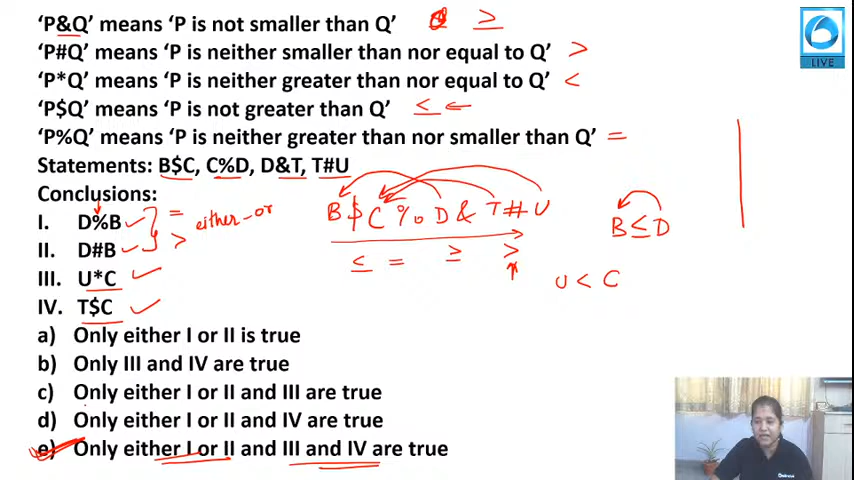 'P&Q' means 'P is not smaller than Q' ≥
'P#Q' means 'P is neither smaller than nor equal to Q' >
'P*Q' means 'P is neither greater than nor equal to Q' <
'P$Q' means 'P is not greater than Q' ≤ ←
'P%Q' means 'P is neither greater than nor smaller than Q' =
LIVE
Statements: B$C, C%D, D&T, T#U
Conclusions:
I. D%B ✓ =
either-or
II. D#B ✓ >
III. U*C ✓
IV. T$C ✓
B $ C % D & T # U
≤ = ≥ >
B ≤ D
U < C
a) Only either I or II is true
b) Only III and IV are true
c) Only either I or II and III are true
d) Only either I or II and IV are true
e) Only either I or II and III and IV are true